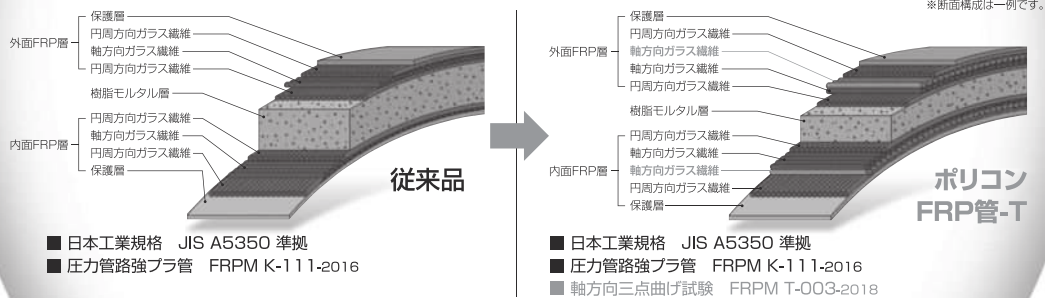 ※断面構成は一例です。
外面FRP層
保護層
円周方向ガラス繊維
軸方向ガラス繊維
円周方向ガラス繊維
樹脂モルタル層
内面FRP層
円周方向ガラス繊維
軸方向ガラス繊維
円周方向ガラス繊維
保護層
従来品
■ 日本工業規格 JIS A5350 準拠
■ 圧力管路強プラ管 FRPM K-111-2016
外面FRP層
保護層
円周方向ガラス繊維
軸方向ガラス繊維
軸方向ガラス繊維
円周方向ガラス繊維
樹脂モルタル層
内面FRP層
円周方向ガラス繊維
軸方向ガラス繊維
軸方向ガラス繊維
円周方向ガラス繊維
保護層
ポリコン
FRP管-T
■ 日本工業規格 JIS A5350 準拠
■ 圧力管路強プラ管 FRPM K-111-2016
■ 軸方向三点曲げ試験 FRPM T-003-2018